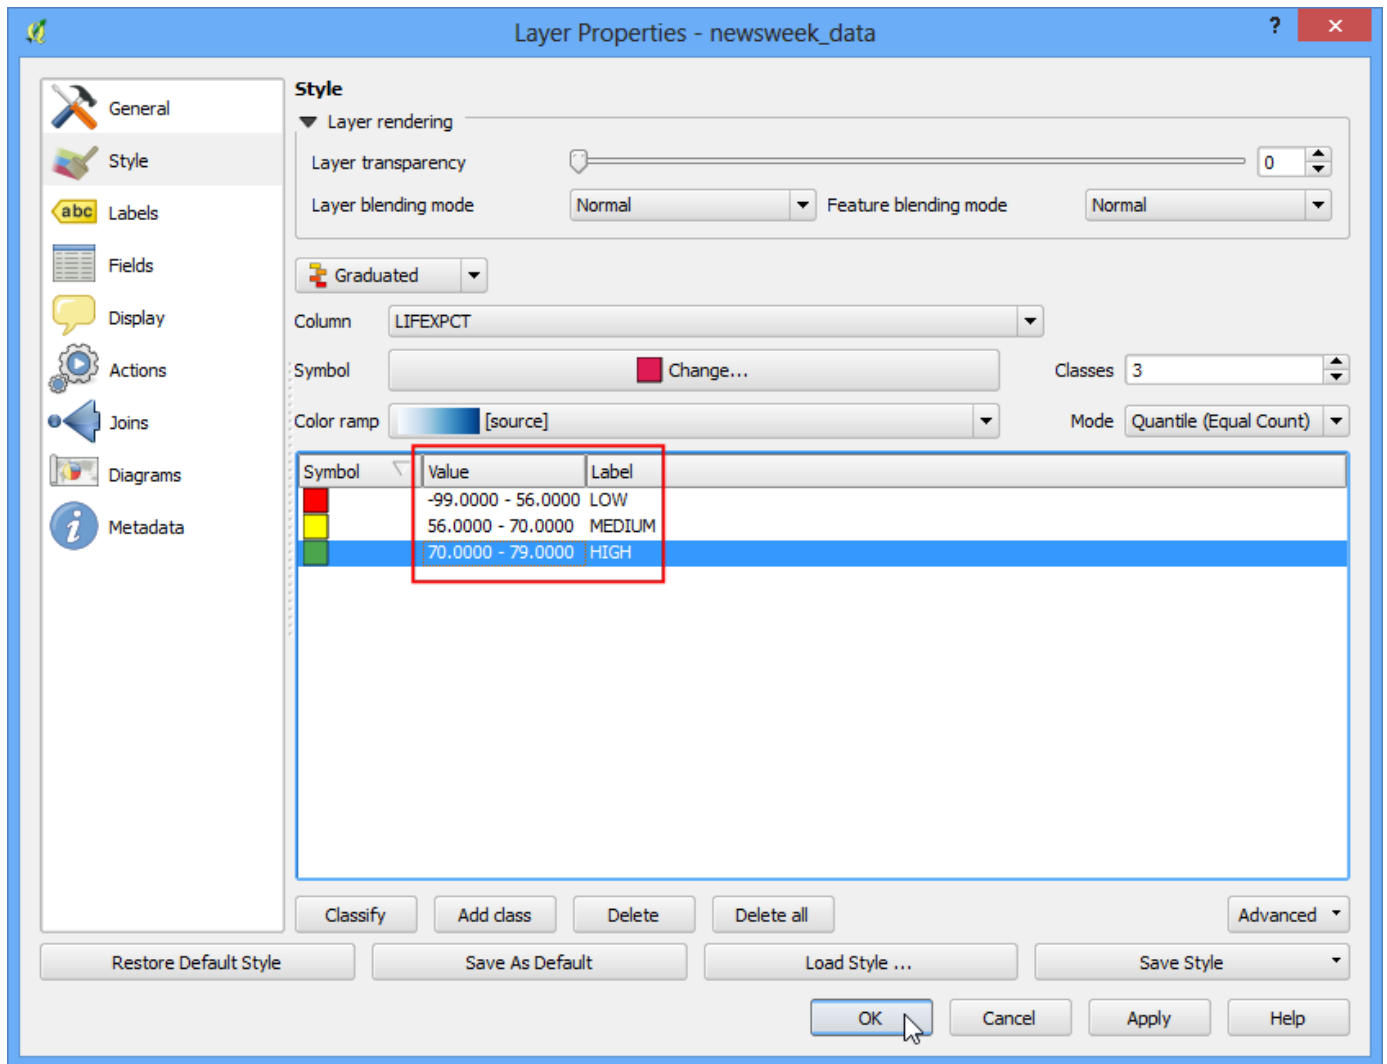 Layer Properties - newsweek_data
?
General
Style
abc Labels
Fields
Display
Actions
Joins
Diagrams
i Metadata
Style
Layer rendering
Layer transparency 0
Layer blending mode Normal Feature blending mode Normal
Graduated
Column LIFEXPCT
Symbol Change... Classes 3
Color ramp [source] Mode Quantile (Equal Count)
Symbol Value Label
-99.0000 - 56.0000 LOW
56.0000 - 70.0000 MEDIUM
70.0000 - 79.0000 HIGH
Classify Add class Delete Delete all Advanced
Restore Default Style Save As Default Load Style ... Save Style
OK Cancel Apply Help